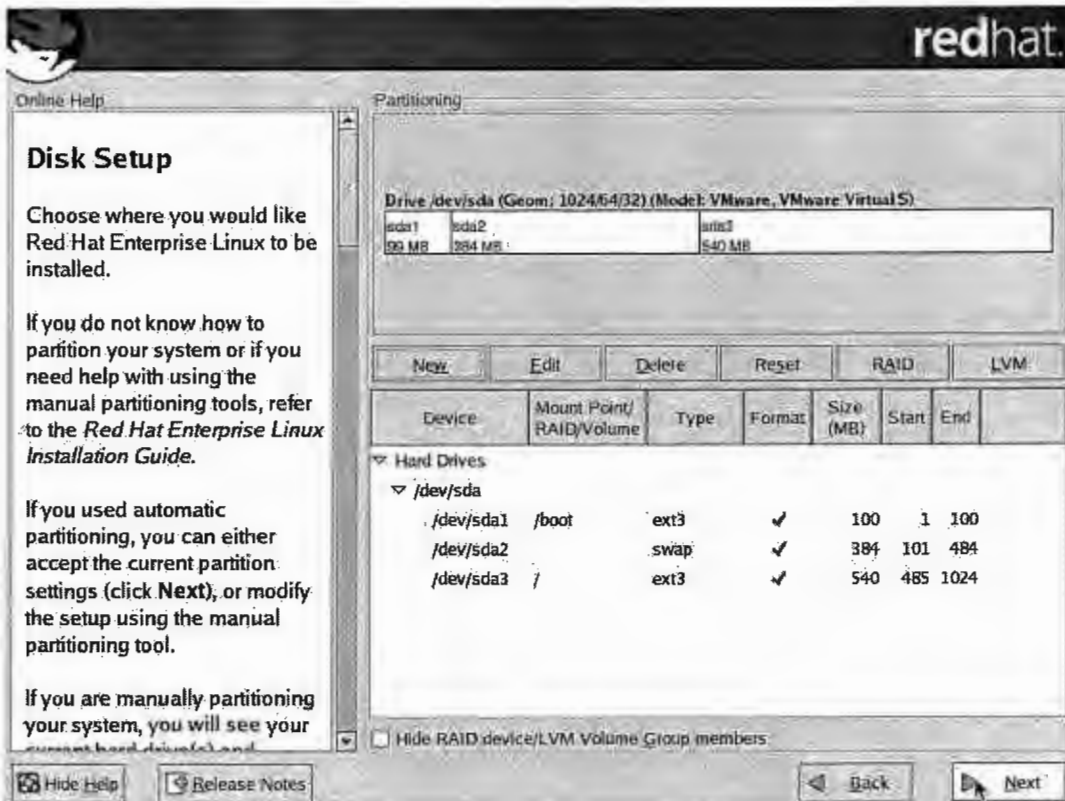 redhat.
Online Help
Disk Setup
Choose where you would like
Red Hat Enterprise Linux to be
installed.
If you do not know how to
partition your system or if you
need help with using the
manual partitioning tools, refer
to the Red Hat Enterprise Linux
Installation Guide.
If you used automatic
partitioning, you can either
accept the current partition
settings (click Next), or modify
the setup using the manual
partitioning tool.
If you are manually partitioning
your system, you will see your
current hard drive(s) and
Partitioning
Drive /dev/sda (Geom: 1024/64/32) (Model: VMware, VMware Virtual S)
sda1 sda2 sda3
99 MB 384 MB 540 MB
New Edit Delete Reset RAID LVM
Device Mount Point/ RAID/Volume Type Format Size (MB) Start End
Hard Drives
/dev/sda
/dev/sda1 /boot ext3 100 1 100
/dev/sda2 swap 384 101 484
/dev/sda3 / ext3 540 485 1024
Hide RAID device/LVM Volume Group members
Hide Help Release Notes Back Next